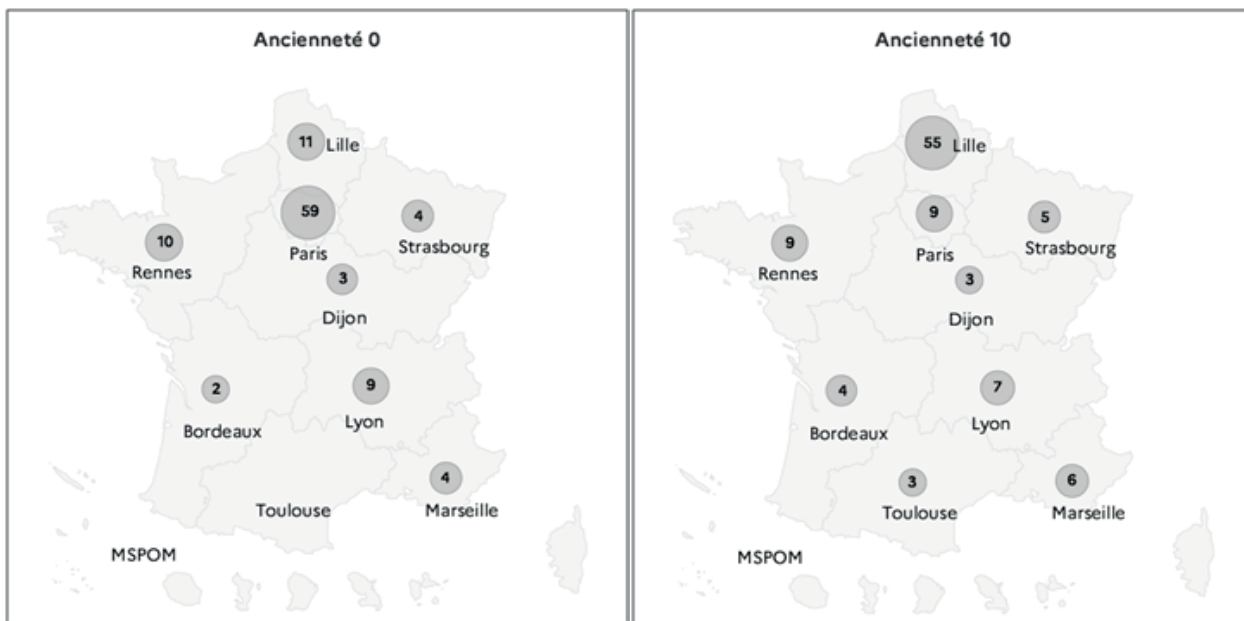 Ancienneté 0
11
Lille
59
Paris
4
Strasbourg
10
Rennes
3
Dijon
2
Bordeaux
9
Lyon
4
Marseille
Toulouse
MSPOM
Ancienneté 10
55
Lille
9
Paris
5
Strasbourg
9
Rennes
3
Dijon
4
Bordeaux
7
Lyon
3
Toulouse
6
Marseille
MSPOM